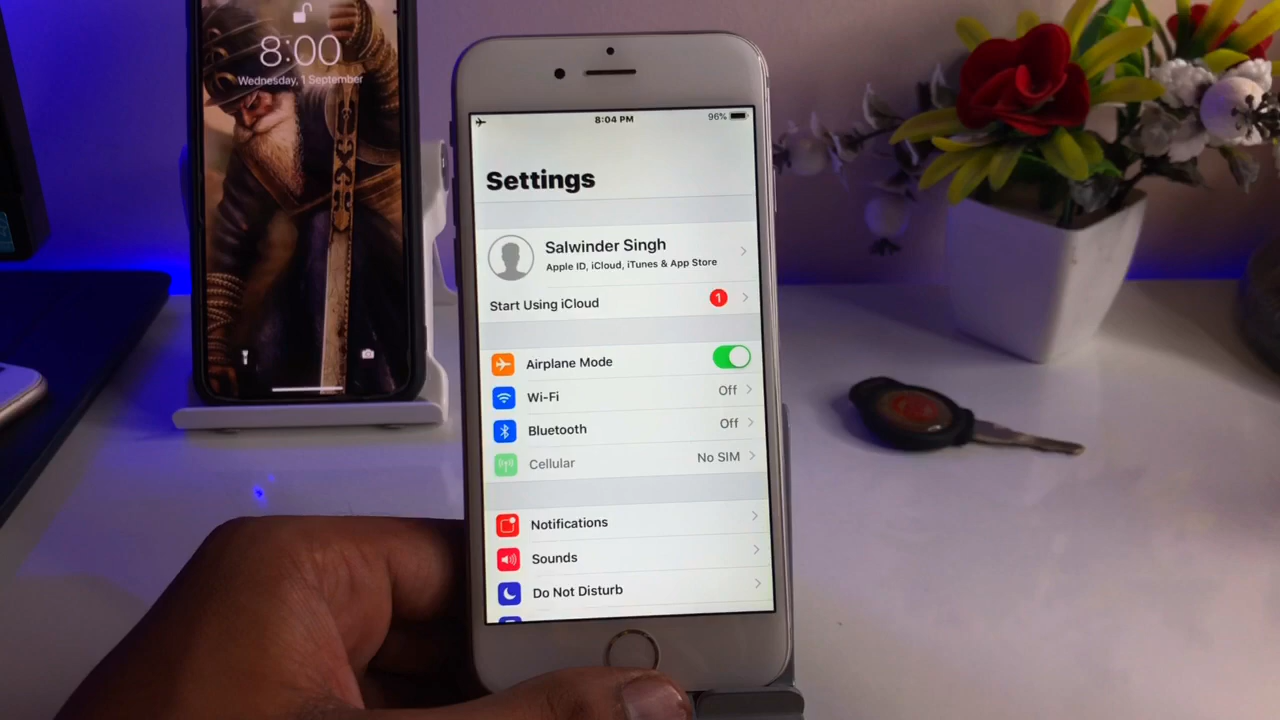 8:00
Wednesday, 1 September
8:04 PM
96%
Settings
Salwinder Singh
Apple ID, iCloud, iTunes & App Store
Start Using iCloud 1
Airplane Mode
Wi-Fi Off
Bluetooth Off
Cellular No SIM
Notifications
Sounds
Do Not Disturb